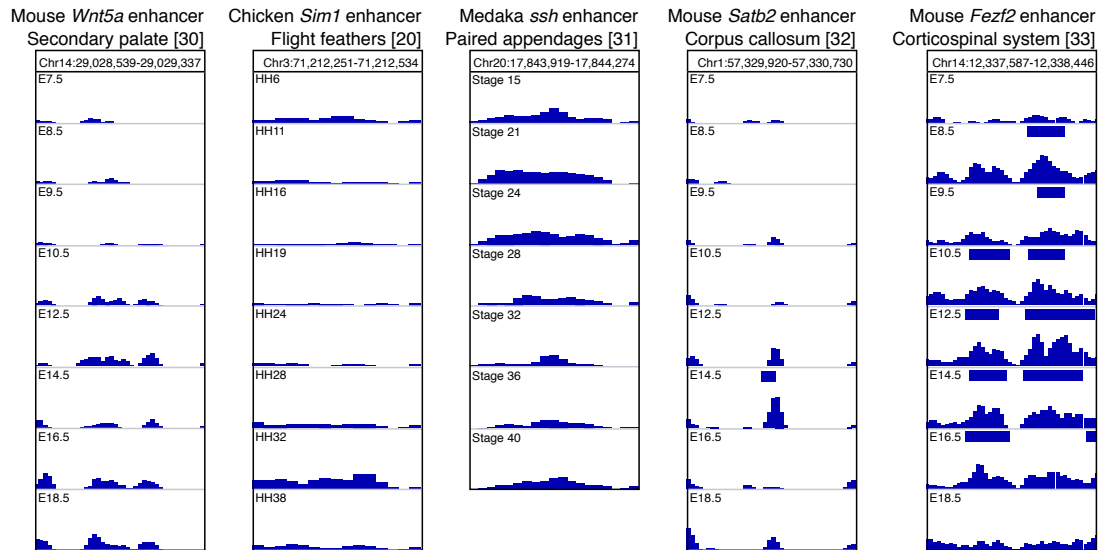 Mouse Wnt5a enhancer
Secondary palate [30]
Chr14:29,028,539-29,029,337
E7.5
E8.5
E9.5
E10.5
E12.5
E14.5
E16.5
E18.5
Chicken Sim1 enhancer
Flight feathers [20]
Chr3:71,212,251-71,212,534
HH6
HH11
HH16
HH19
HH24
HH28
HH32
HH38
Medaka ssh enhancer
Paired appendages [31]
Chr20:17,843,919-17,844,274
Stage 15
Stage 21
Stage 24
Stage 28
Stage 32
Stage 36
Stage 40
Mouse Satb2 enhancer
Corpus callosum [32]
Chr1:57,329,920-57,330,730
E7.5
E8.5
E9.5
E10.5
E12.5
E14.5
E16.5
E18.5
Mouse Fezf2 enhancer
Corticospinal system [33]
Chr14:12,337,587-12,338,446
E7.5
E8.5
E9.5
E10.5
E12.5
E14.5
E16.5
E18.5